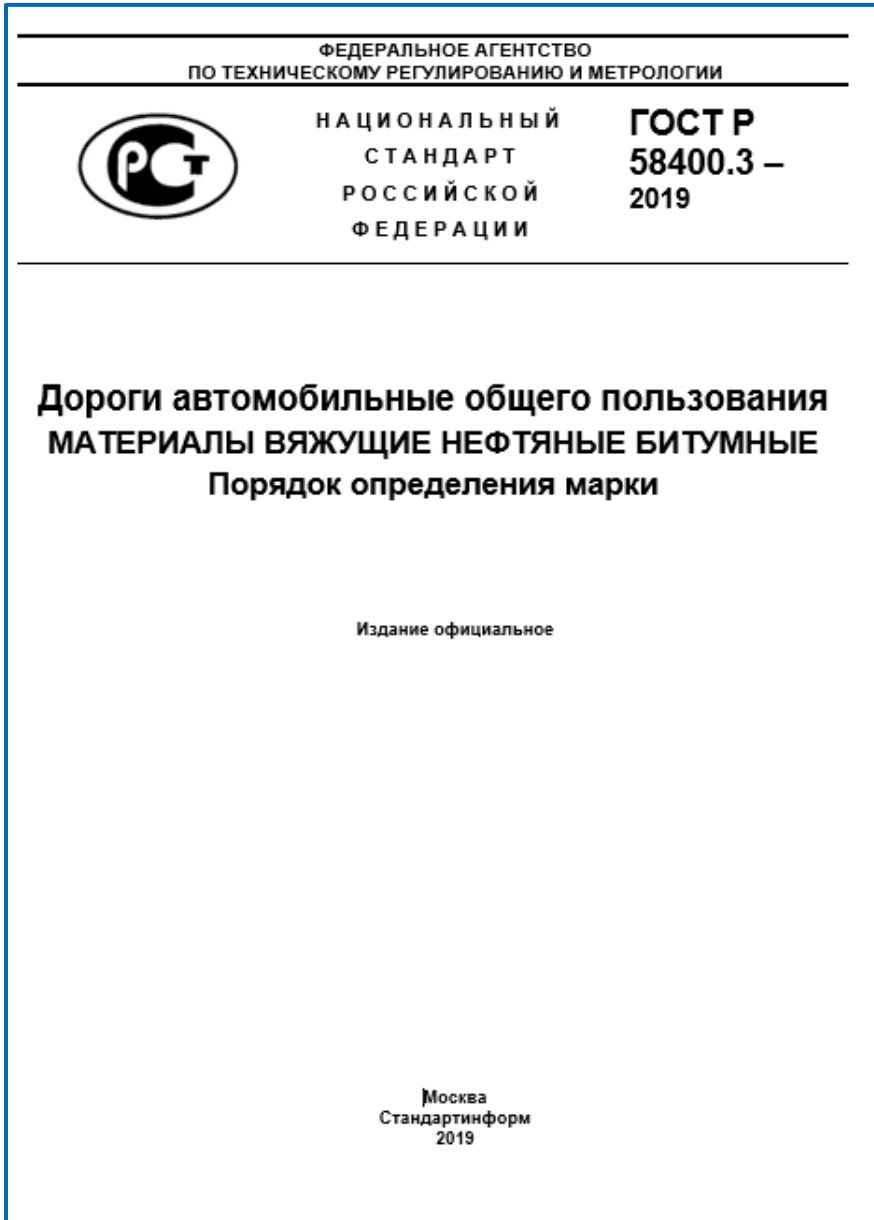 ФЕДЕРАЛЬНОЕ АГЕНТСТВО
ПО ТЕХНИЧЕСКОМУ РЕГУЛИРОВАНИЮ И МЕТРОЛОГИИ
РСТ
НАЦИОНАЛЬНЫЙ
СТАНДАРТ
РОССИЙСКОЙ
ФЕДЕРАЦИИ
ГОСТ Р
58400.3 –
2019
Дороги автомобильные общего пользования
МАТЕРИАЛЫ ВЯЖУЩИЕ НЕФТЯНЫЕ БИТУМНЫЕ
Порядок определения марки
Издание официальное
Москва
Стандартинформ
2019